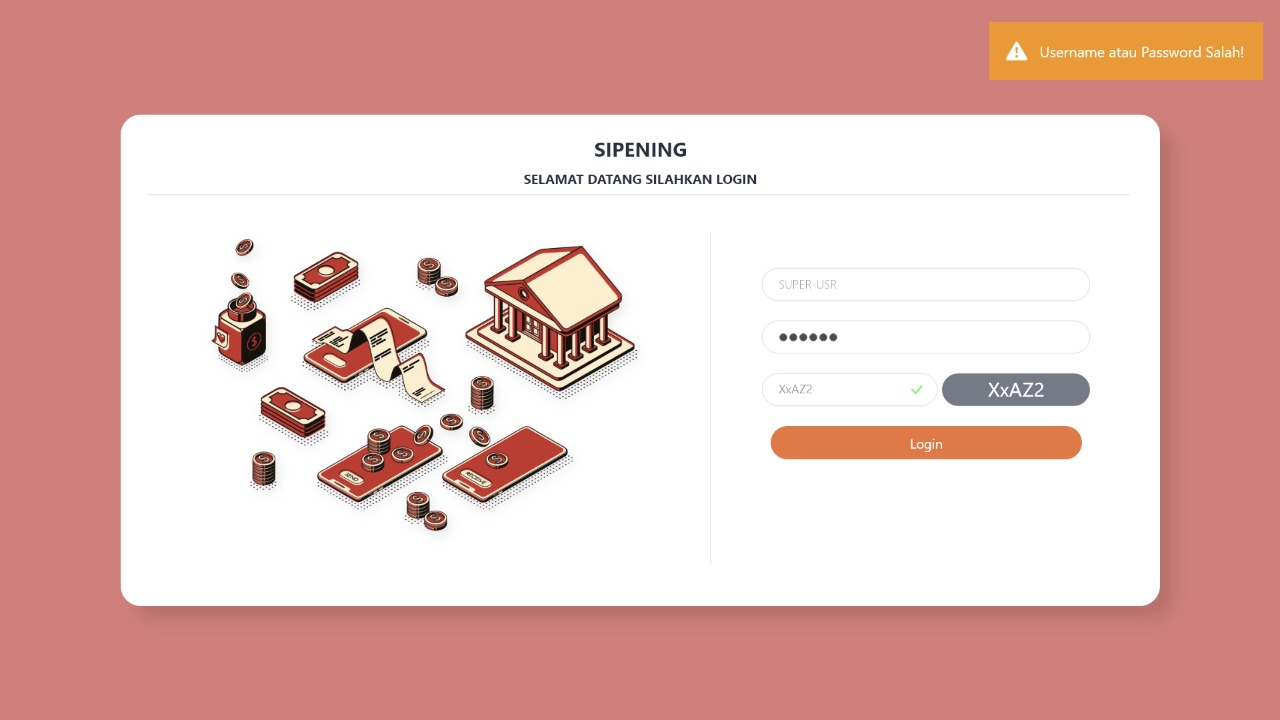 Username atau Password Salah!
SIPENING
SELAMAT DATANG SILAHKAN LOGIN
SUPER-USR
●●●●●●
XxAZ2
XxAZ2
Login
SEND
RECEIVE